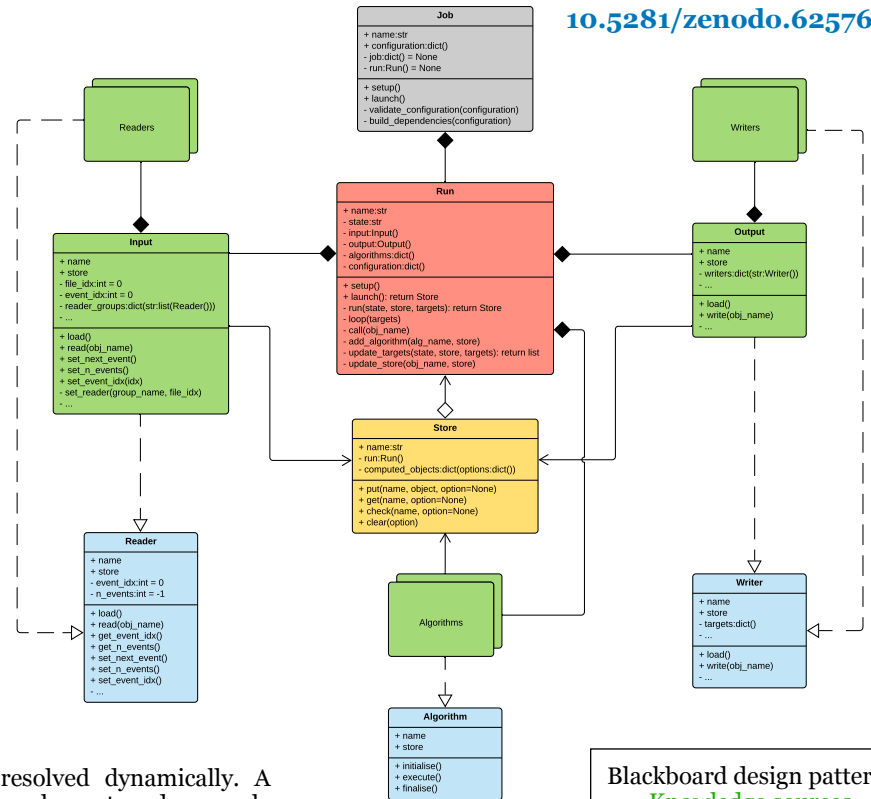 10.5281/zenodo.62576
Job
+ name:str
+ configuration:dict()
- job:dict() = None
- run:Run() = None
+ setup()
+ launch()
- validate_configuration(configuration)
- build_dependencies(configuration)
Readers
Writers
Run
+ name:str
- state:str
- input:Input()
- output:Output()
- algorithms:dict()
- configuration:dict()
+ setup()
+ launch(): return Store
- run(state, store, targets): return Store
- loop(targets)
- call(obj_name)
- add_algorithm(alg_name, store)
- update_targets(state, store, targets): return list
- update_store(obj_name, store)
Input
+ name
+ store
- file_idx:int = 0
- event_idx:int = 0
- reader_groups:dict(str:list(Reader()))
- ...
+ load()
+ read(obj_name)
+ set_next_event()
+ set_n_events()
+ set_event_idx(idx)
- set_reader(group_name, file_idx)
- ...
Output
+ name
+ store
- writers:dict(str:Writer())
- ...
+ load()
+ write(obj_name)
- ...
Store
+ name:str
- run:Run()
- computed_objects:dict(options:dict())
+ put(name, object, option=None)
+ get(name, option=None)
+ check(name, option=None)
+ clear(option)
Reader
+ name
+ store
- event_idx:int = 0
- n_events:int = -1
+ load()
+ read(obj_name)
+ get_event_idx()
+ get_n_events()
+ set_next_event()
+ set_n_events()
+ set_event_idx()
- ...
Algorithms
Writer
+ name
+ store
- targets:dict()
- ...
+ load()
+ write(obj_name)
- ...
Algorithm
+ name
+ store
+ initialise()
+ execute()
+ finalise()
resolved dynamically. A
Blackboard design patter